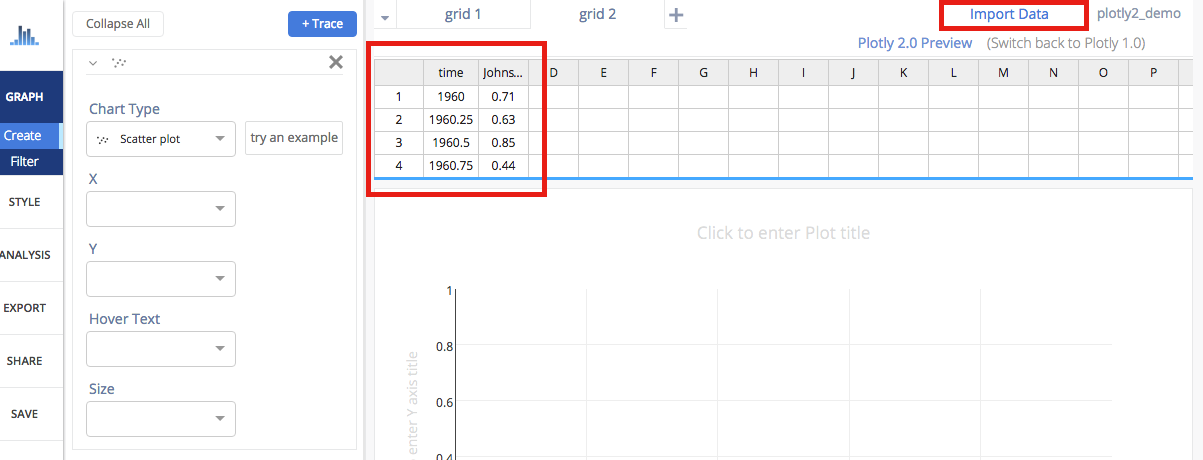 Collapse All
+ Trace
grid 1
grid 2
Import Data
plotly2_demo
Plotly 2.0 Preview (Switch back to Plotly 1.0)
GRAPH
Create
Filter
STYLE
ANALYSIS
EXPORT
SHARE
SAVE
Chart Type
Scatter plot
try an example
X
Y
Hover Text
Size
time Johns... D E F G H I J K L M N O P
1 1960 0.71
2 1960.25 0.63
3 1960.5 0.85
4 1960.75 0.44
Click to enter Plot title
1
0.8
0.6
0.4
enter Y axis title